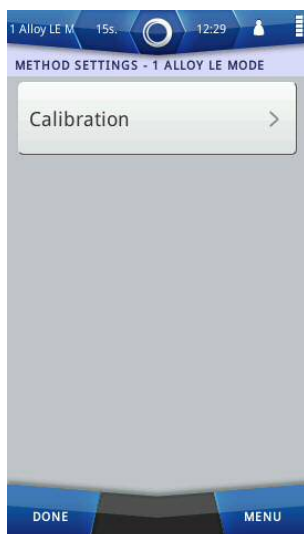 1 Alloy LE M 15s. 12:29
METHOD SETTINGS - 1 ALLOY LE MODE
Calibration
DONE MENU